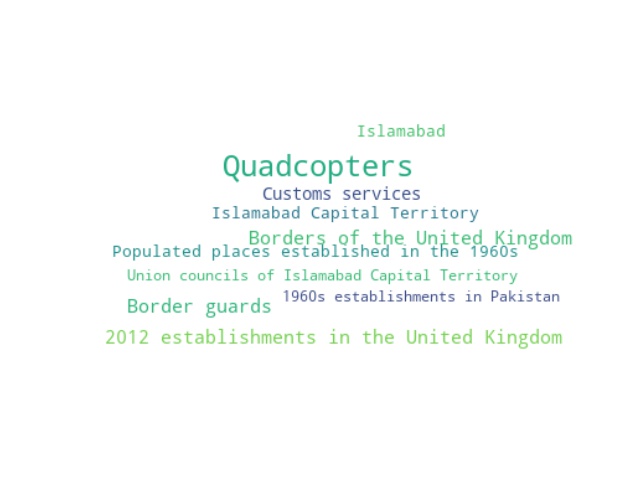 Islamabad
Quadcopters
Customs services
Islamabad Capital Territory
Borders of the United Kingdom
Populated places established in the 1960s
Union councils of Islamabad Capital Territory
1960s establishments in Pakistan
Border guards
2012 establishments in the United Kingdom